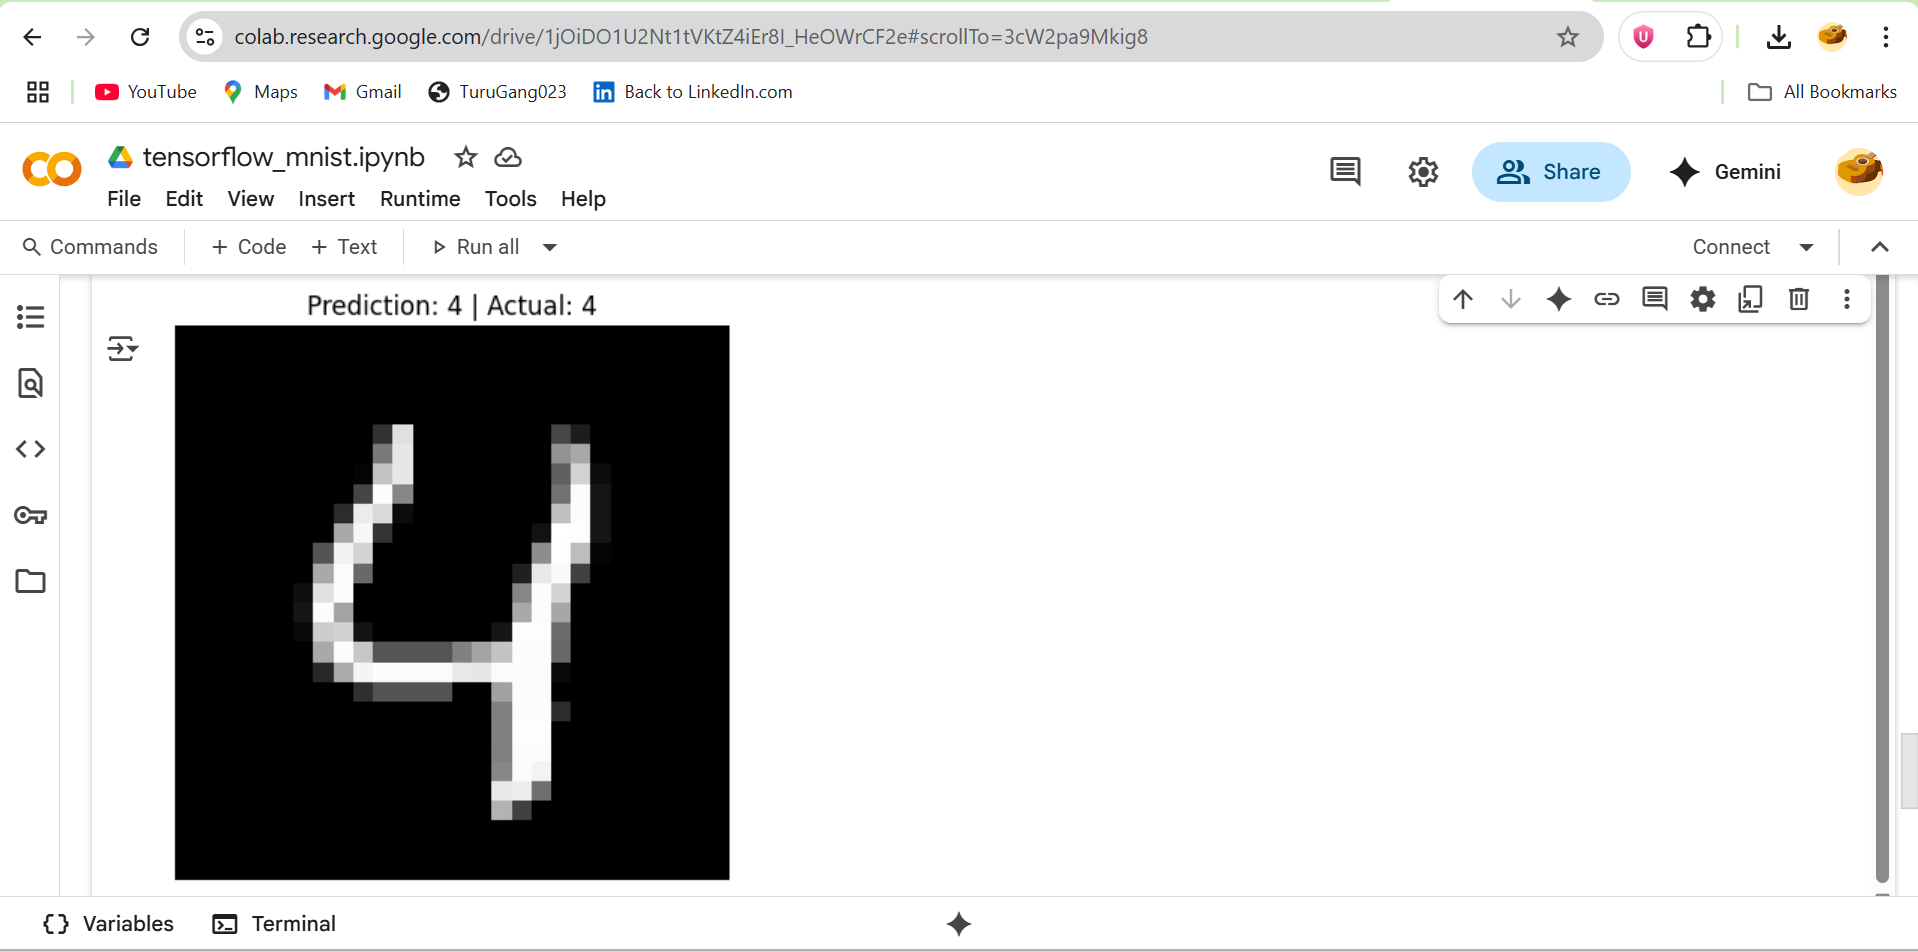 colab.research.google.com/drive/1jOiDO1U2Nt1tVKtZ4iEr8I_HeOWrCF2e#scrollTo=3cW2pa9Mkig8
YouTube Maps Gmail TuruGang023 Back to LinkedIn.com All Bookmarks
tensorflow_mnist.ipynb
File Edit View Insert Runtime Tools Help
Share Gemini
Commands + Code + Text Run all Connect
Prediction: 4 | Actual: 4
4
Variables Terminal